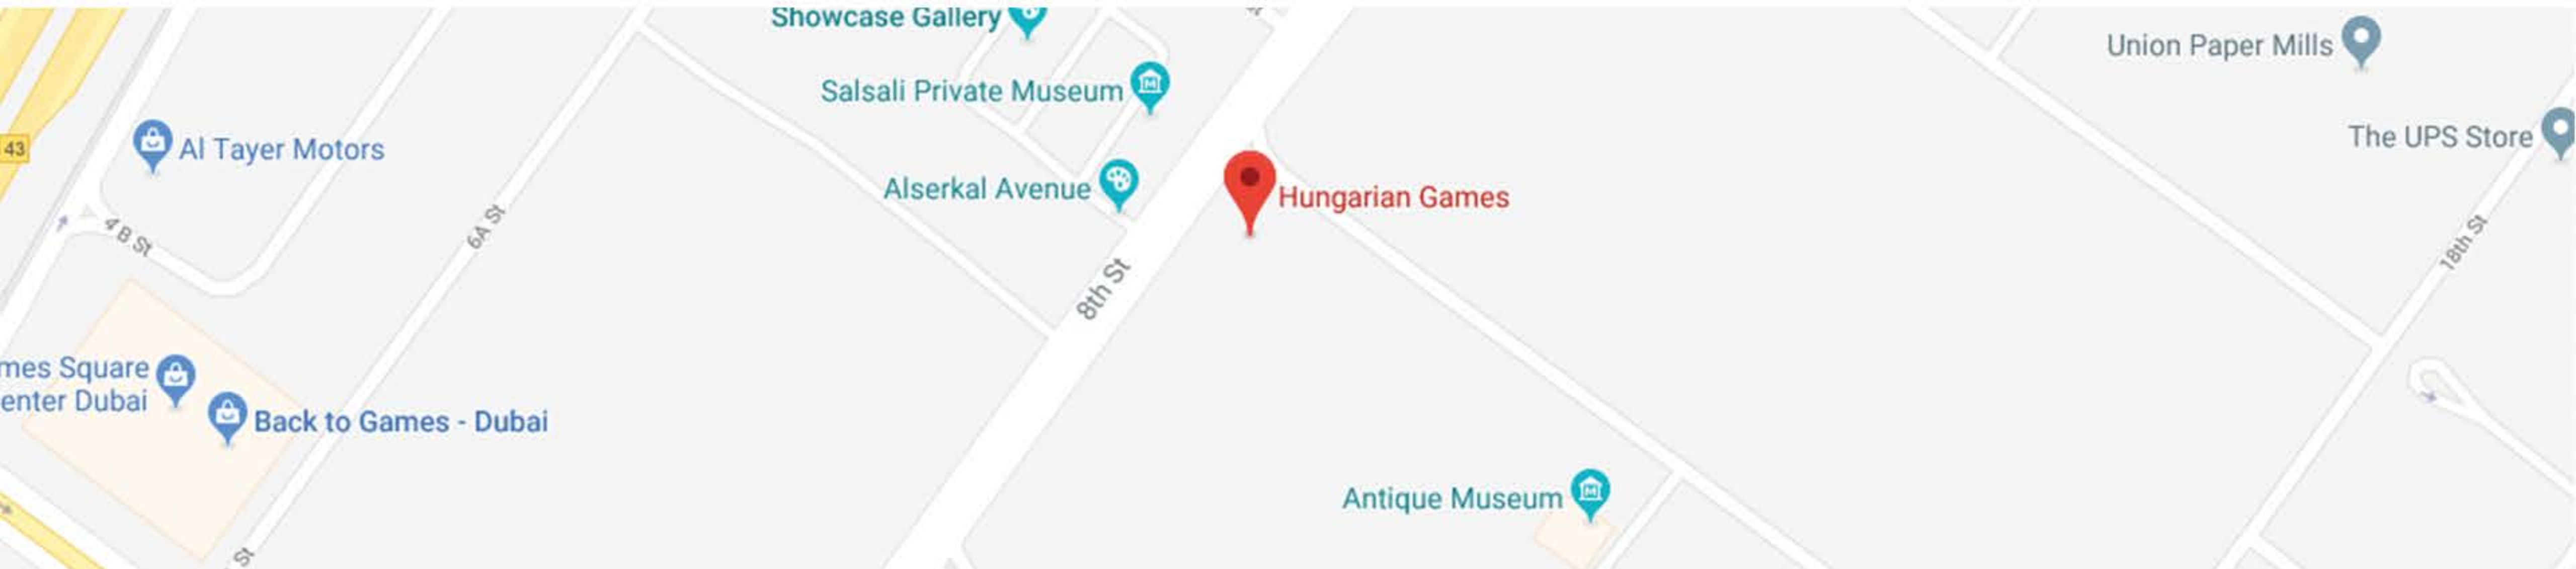 Showcase Gallery
Union Paper Mills
Salsali Private Museum
The UPS Store
43
Al Tayer Motors
Alserkal Avenue
Hungarian Games
4 B St
6A St
18th St
8th St
mes Square
enter Dubai
Back to Games - Dubai
Antique Museum
St